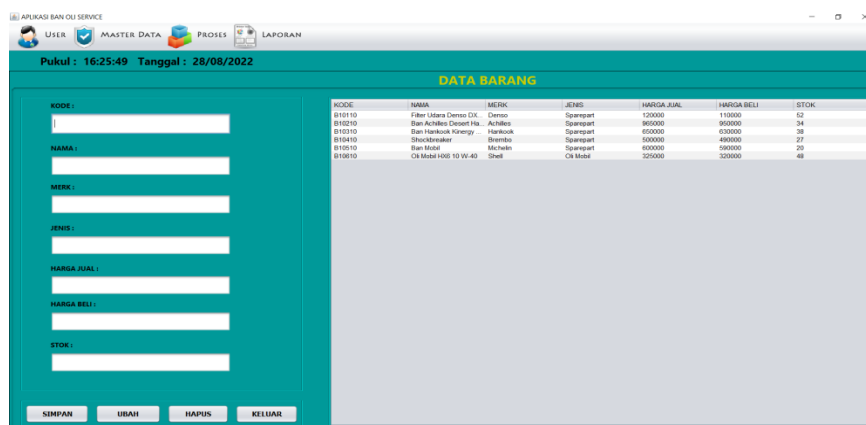 APLIKASI BAN OLI SERVICE
USER MASTER DATA PROSES LAPORAN
Pukul : 16:25:49 Tanggal : 28/08/2022
DATA BARANG
KODE :
NAMA :
MERK :
JENIS :
HARGA JUAL :
HARGA BELI :
STOK :
SIMPAN UBAH HAPUS KELUAR
KODE NAMA MERK JENIS HARGA JUAL HARGA BELI STOK
B10110 Filter Udara Denso DX... Denso Sparepart 120000 110000 52
B10210 Ban Achilles Desert Ha... Achilles Sparepart 965000 950000 34
B10310 Ban Hankook Kinergy ... Hankook Sparepart 650000 630000 38
B10410 Shockbreaker Brembo Sparepart 500000 490000 27
B10510 Ban Mobil Michelin Sparepart 600000 590000 20
B10610 Oli Mobil HX6 10 W-40 Shell Oli Mobil 325000 320000 48